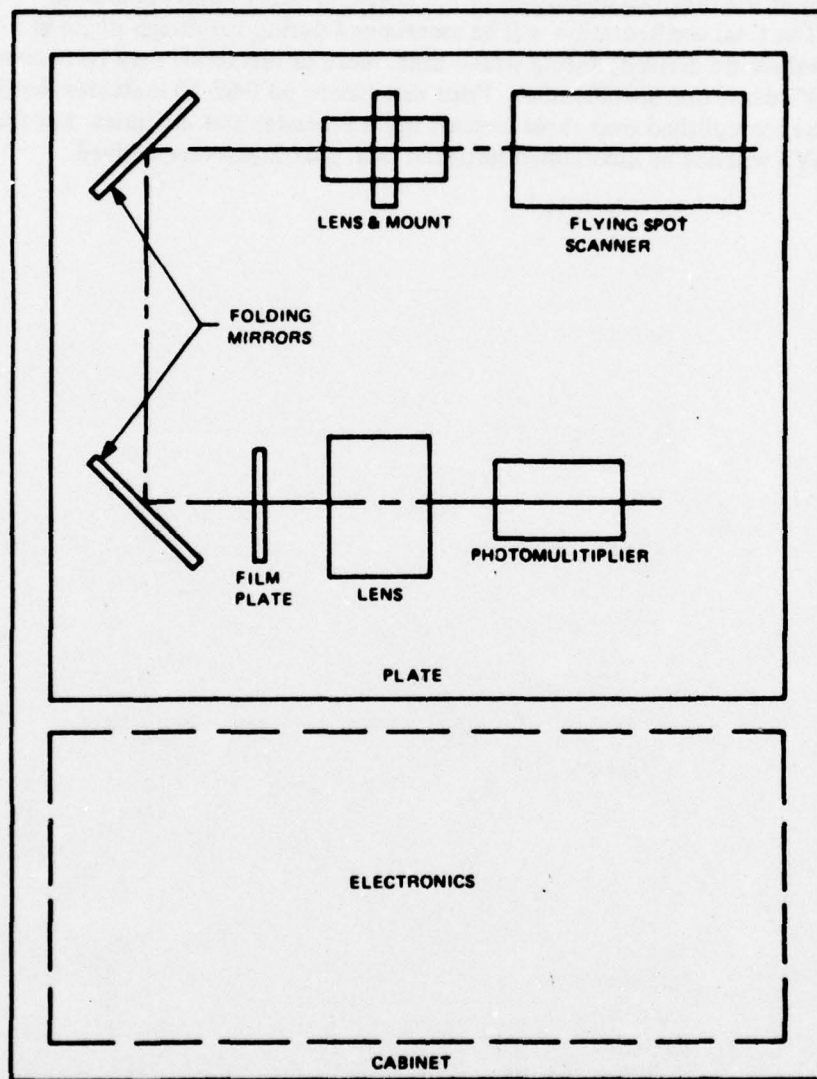 LENS & MOUNT
FLYING SPOT
SCANNER
FOLDING
MIRRORS
FILM
PLATE
LENS
PHOTOMULITIPLIER
PLATE
ELECTRONICS
CABINET